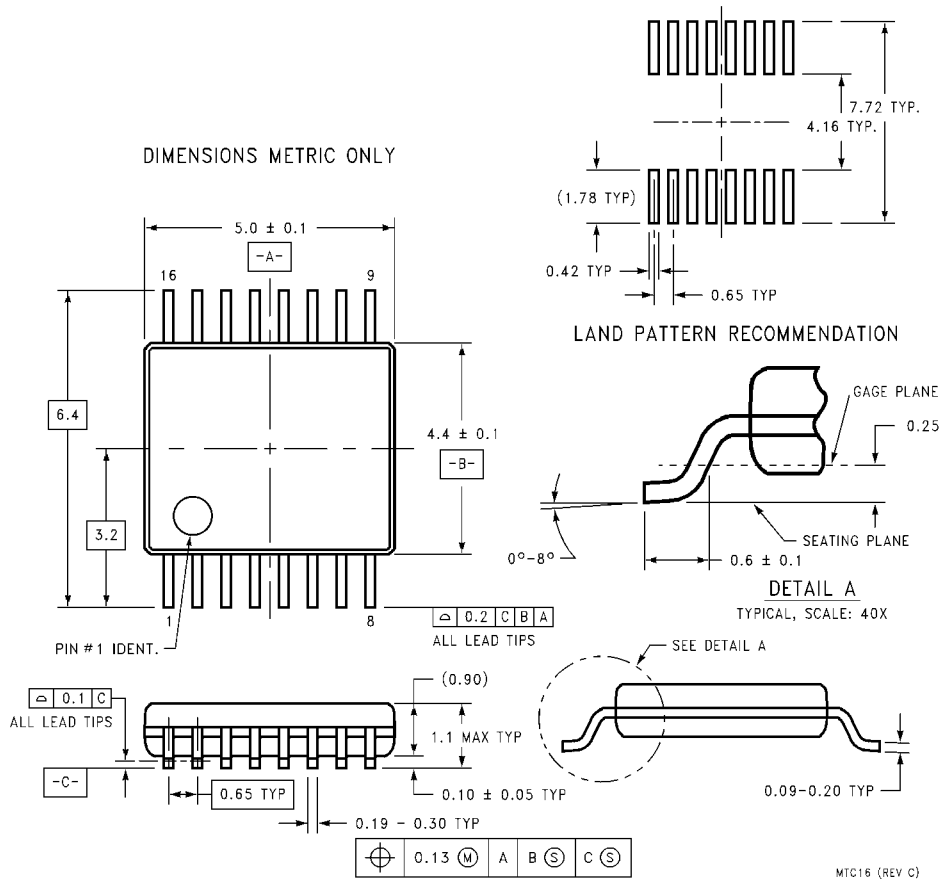 7.72 TYP.
4.16 TYP.
DIMENSIONS METRIC ONLY
(1.78 TYP)
5.0 ± 0.1
-A-
0.42 TYP
0.65 TYP
16
9
LAND PATTERN RECOMMENDATION
GAGE PLANE
6.4
4.4 ± 0.1
0.25
-B-
3.2
SEATING PLANE
0°-8°
0.6 ± 0.1
DETAIL A
TYPICAL, SCALE: 40X
1
8
⌓ 0.2 C B A
ALL LEAD TIPS
PIN #1 IDENT.
SEE DETAIL A
(0.90)
⌓ 0.1 C
ALL LEAD TIPS
1.1 MAX TYP
-C-
0.65 TYP
0.10 ± 0.05 TYP
0.09-0.20 TYP
0.19 - 0.30 TYP
⌖ 0.13 Ⓜ A B Ⓢ C Ⓢ
MTC16 (REV C)